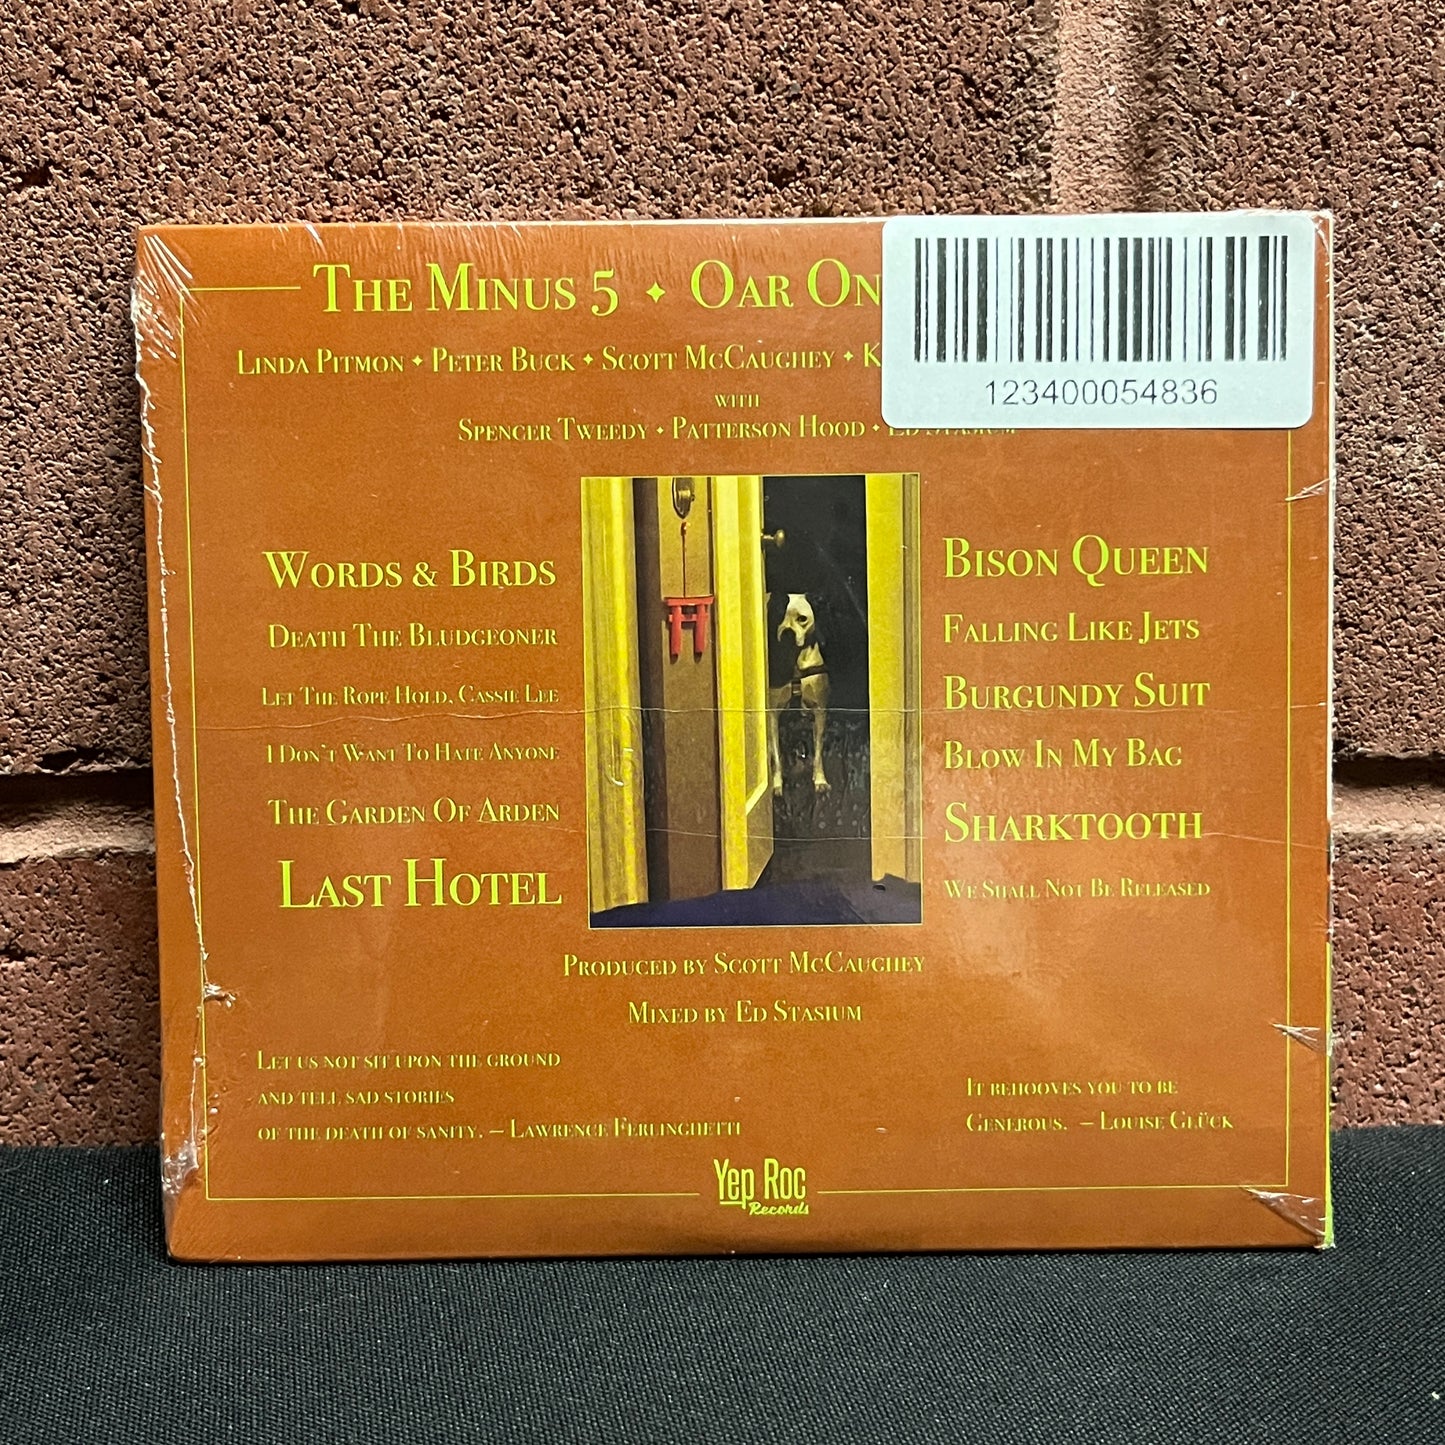 THE MINUS 5 ✦ OAR ON
123400054836
LINDA PITMON ✦ PETER BUCK ✦ SCOTT MCCAUGHEY ✦ K
WITH
SPENCER TWEEDY ✦ PATTERSON HOOD ✦ ED STASIUM
WORDS & BIRDS
DEATH THE BLUDGEONER
LET THE ROPE HOLD, CASSIE LEE
I DON'T WANT TO HATE ANYONE
THE GARDEN OF ARDEN
LAST HOTEL
BISON QUEEN
FALLING LIKE JETS
BURGUNDY SUIT
BLOW IN MY BAG
SHARKTOOTH
WE SHALL NOT BE RELEASED
PRODUCED BY SCOTT MCCAUGHEY
MIXED BY ED STASIUM
LET US NOT SIT UPON THE GROUND
AND TELL SAD STORIES
OF THE DEATH OF SANITY. – LAWRENCE FERLINGHETTI
IT BEHOOVES YOU TO BE
GENEROUS. – LOUISE GLÜCK
Yep Roc
Records